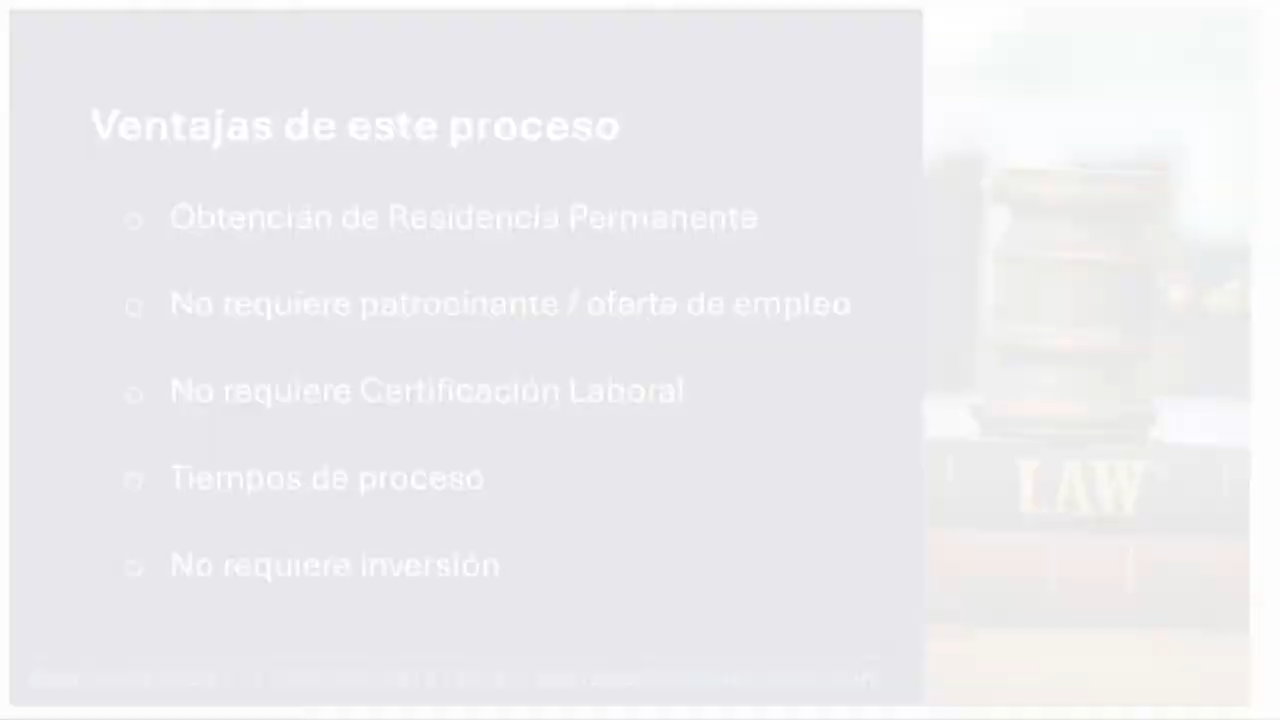 Ventajas de este proceso
Obtención de Residencia Permanente
No requiere patrocinante / oferta de empleo
No requiere Certificación Laboral
Tiempos de proceso
No requiere inversión
LAW